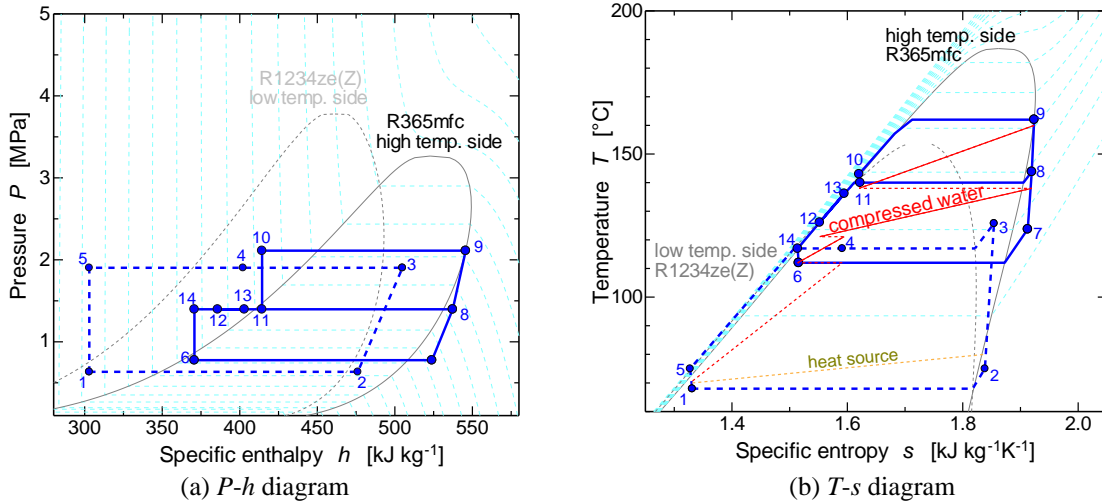 5
4
3
2
1
Pressure P [MPa]
300
350
400
450
500
550
Specific enthalpy h [kJ kg-1]
R1234ze(Z)
low temp. side
R365mfc
high temp. side
10
9
5
4
3
14
12
13
11
8
6
1
2
(a) P-h diagram
200
150
100
Temperature T [°C]
1.4
1.6
1.8
2.0
Specific entropy s [kJ kg-1K-1]
high temp. side
R365mfc
9
10
8
11
13
compressed water
12
3
7
14
4
low temp. side
R1234ze(Z)
6
heat source
5
2
1
(b) T-s diagram